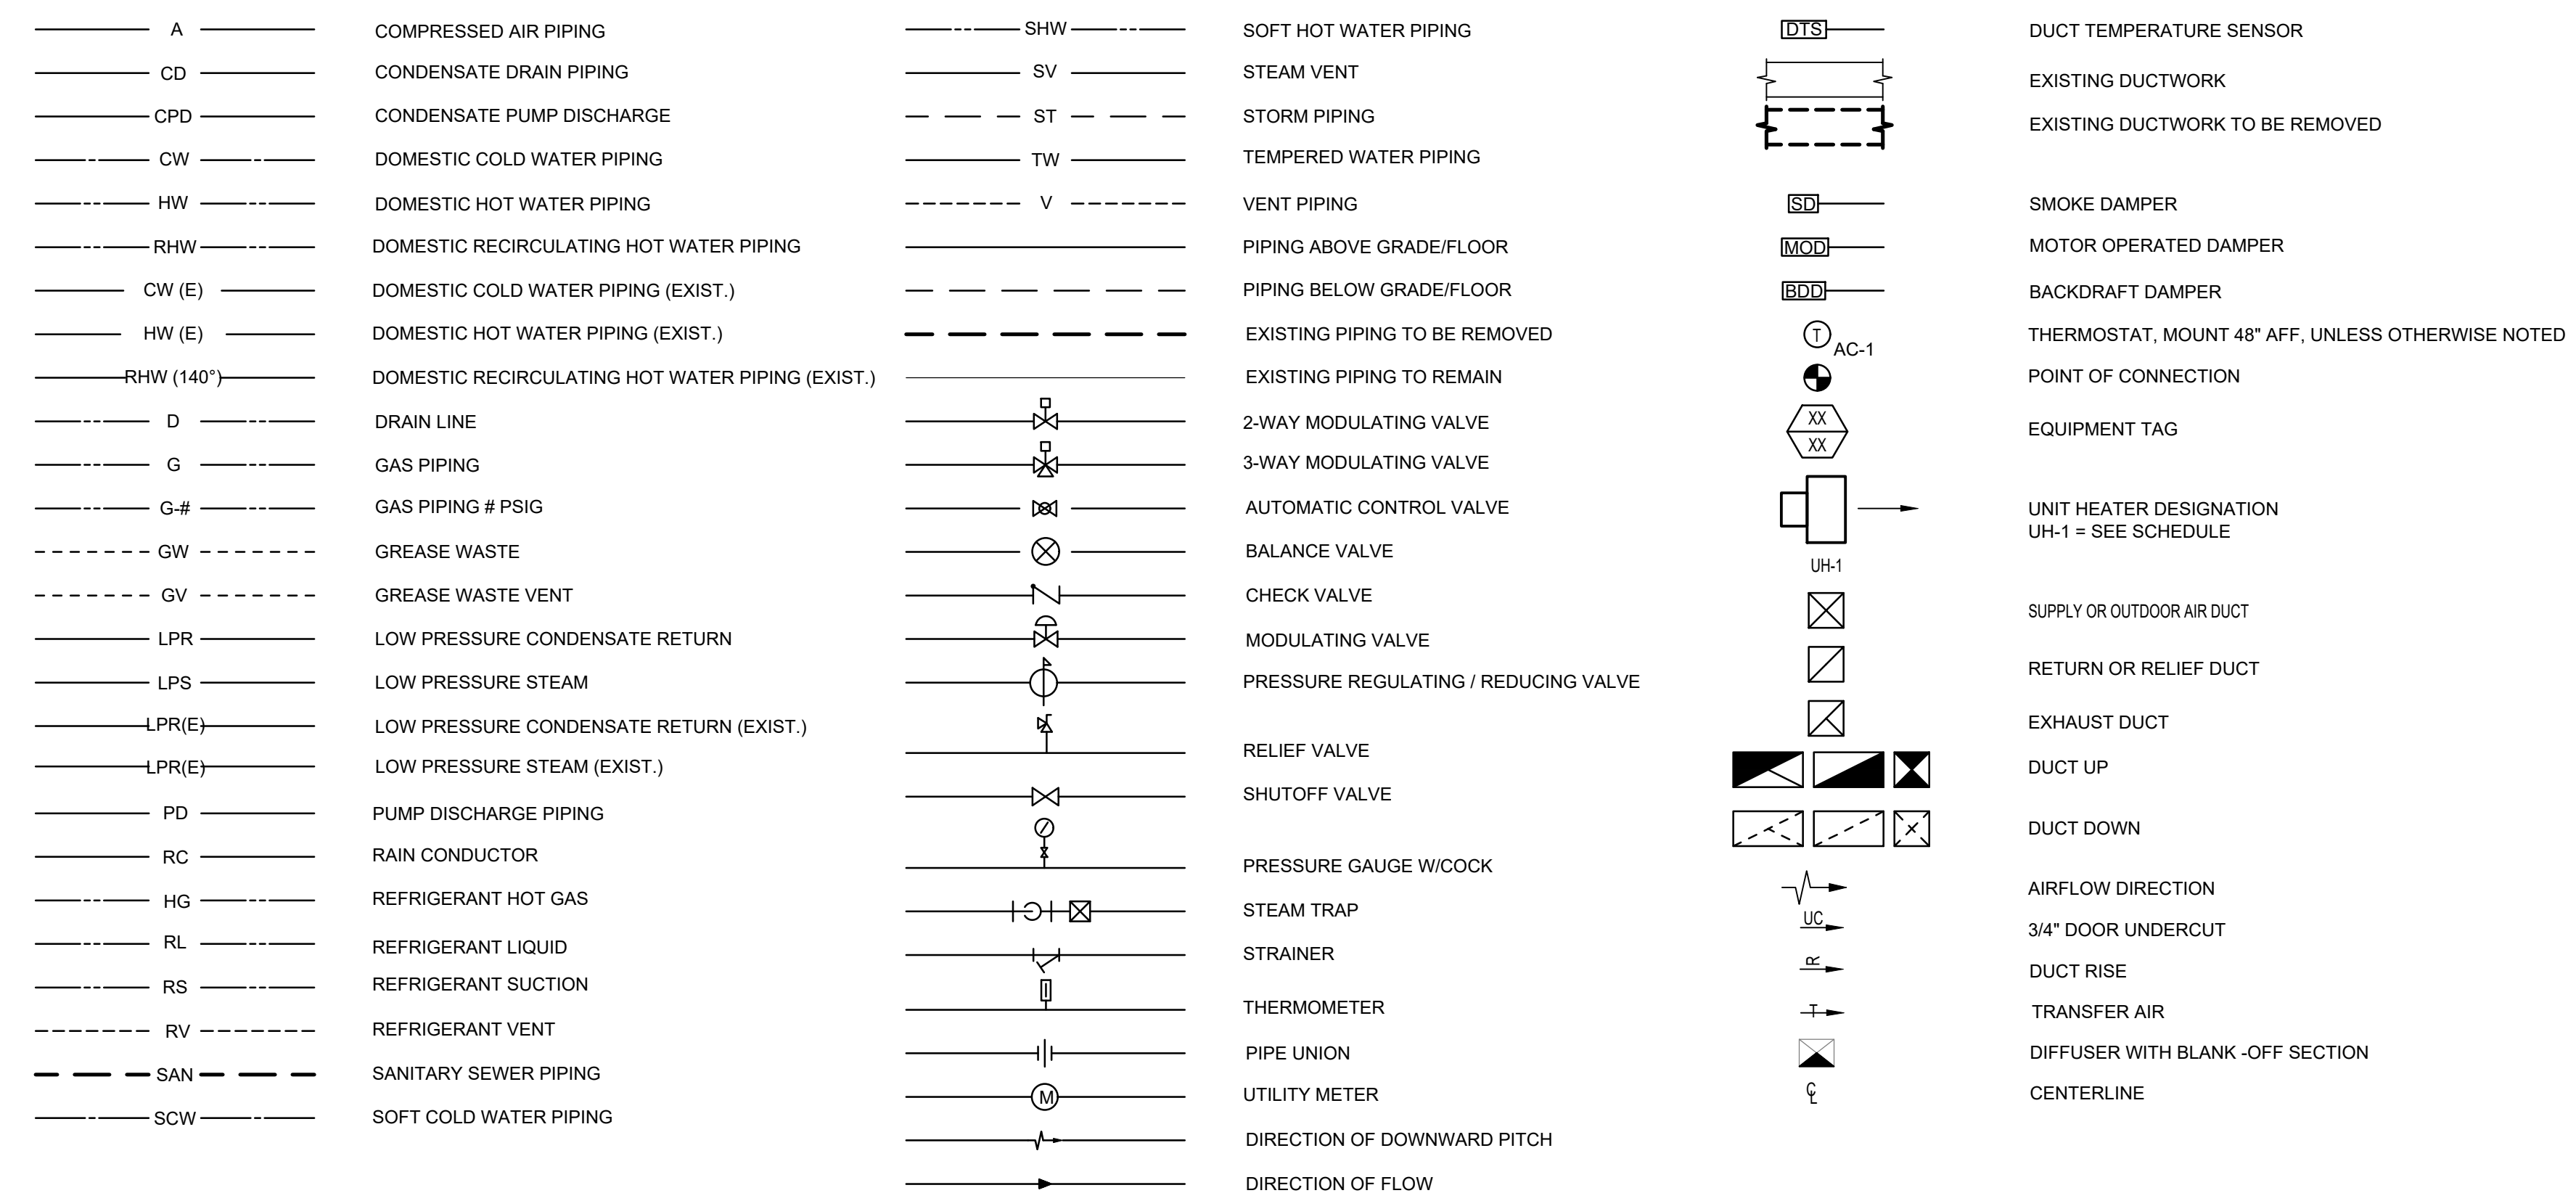 A COMPRESSED AIR PIPING
CD CONDENSATE DRAIN PIPING
CPD CONDENSATE PUMP DISCHARGE
CW DOMESTIC COLD WATER PIPING
HW DOMESTIC HOT WATER PIPING
RHW DOMESTIC RECIRCULATING HOT WATER PIPING
CW (E) DOMESTIC COLD WATER PIPING (EXIST.)
HW (E) DOMESTIC HOT WATER PIPING (EXIST.)
RHW (140°) DOMESTIC RECIRCULATING HOT WATER PIPING (EXIST.)
D DRAIN LINE
G GAS PIPING
G-# GAS PIPING # PSIG
GW GREASE WASTE
GV GREASE WASTE VENT
LPR LOW PRESSURE CONDENSATE RETURN
LPS LOW PRESSURE STEAM
LPR(E) LOW PRESSURE CONDENSATE RETURN (EXIST.)
LPR(E) LOW PRESSURE STEAM (EXIST.)
PD PUMP DISCHARGE PIPING
RC RAIN CONDUCTOR
HG REFRIGERANT HOT GAS
RL REFRIGERANT LIQUID
RS REFRIGERANT SUCTION
RV REFRIGERANT VENT
SAN SANITARY SEWER PIPING
SCW SOFT COLD WATER PIPING
SHW SOFT HOT WATER PIPING
SV STEAM VENT
ST STORM PIPING
TW TEMPERED WATER PIPING
V VENT PIPING
PIPING ABOVE GRADE/FLOOR
PIPING BELOW GRADE/FLOOR
EXISTING PIPING TO BE REMOVED
EXISTING PIPING TO REMAIN
2-WAY MODULATING VALVE
3-WAY MODULATING VALVE
AUTOMATIC CONTROL VALVE
BALANCE VALVE
CHECK VALVE
MODULATING VALVE
PRESSURE REGULATING / REDUCING VALVE
RELIEF VALVE
SHUTOFF VALVE
PRESSURE GAUGE W/COCK
STEAM TRAP
STRAINER
THERMOMETER
PIPE UNION
M UTILITY METER
DIRECTION OF DOWNWARD PITCH
DIRECTION OF FLOW
DTS DUCT TEMPERATURE SENSOR
EXISTING DUCTWORK
EXISTING DUCTWORK TO BE REMOVED
SD SMOKE DAMPER
MOD MOTOR OPERATED DAMPER
BDD BACKDRAFT DAMPER
T AC-1 THERMOSTAT, MOUNT 48" AFF, UNLESS OTHERWISE NOTED
POINT OF CONNECTION
XX
XX
EQUIPMENT TAG
UNIT HEATER DESIGNATION
UH-1 = SEE SCHEDULE
UH-1
SUPPLY OR OUTDOOR AIR DUCT
RETURN OR RELIEF DUCT
EXHAUST DUCT
DUCT UP
DUCT DOWN
AIRFLOW DIRECTION
UC 3/4" DOOR UNDERCUT
R DUCT RISE
T TRANSFER AIR
DIFFUSER WITH BLANK -OFF SECTION
℄ CENTERLINE